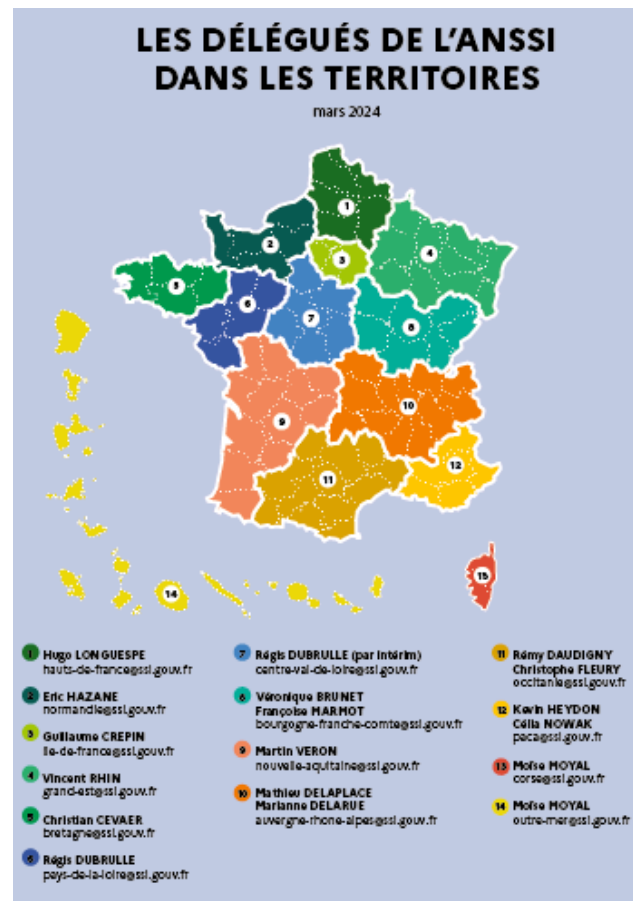 LES DÉLÉGUÉS DE L'ANSSI
DANS LES TERRITOIRES
mars 2024
1
2
3
4
5
6
7
8
9
10
11
12
13
14
1 Hugo LONGUESPE
hauts-de-france@ssi.gouv.fr
2 Eric HAZANE
normandie@ssi.gouv.fr
3 Guillaume CREPIN
ile-de-france@ssi.gouv.fr
4 Vincent RHIN
grand-est@ssi.gouv.fr
5 Christian CEVAER
bretagne@ssi.gouv.fr
6 Régis DUBRULLE
pays-de-la-loire@ssi.gouv.fr
7 Régis DUBRULLE (par intérim)
centre-val-de-loire@ssi.gouv.fr
8 Véronique BRUNET
Françoise MARMOT
bourgogne-franche-comte@ssi.gouv.fr
9 Martin VERON
nouvelle-aquitaine@ssi.gouv.fr
10 Mathieu DELAPLACE
Marianne DELARUE
auvergne-rhone-alpes@ssi.gouv.fr
11 Rémy DAUDIGNY
Christophe FLEURY
occitanie@ssi.gouv.fr
12 Kevin HEYDON
Célia NOWAK
paca@ssi.gouv.fr
13 Moïse MOYAL
corse@ssi.gouv.fr
14 Moïse MOYAL
outre-mer@ssi.gouv.fr